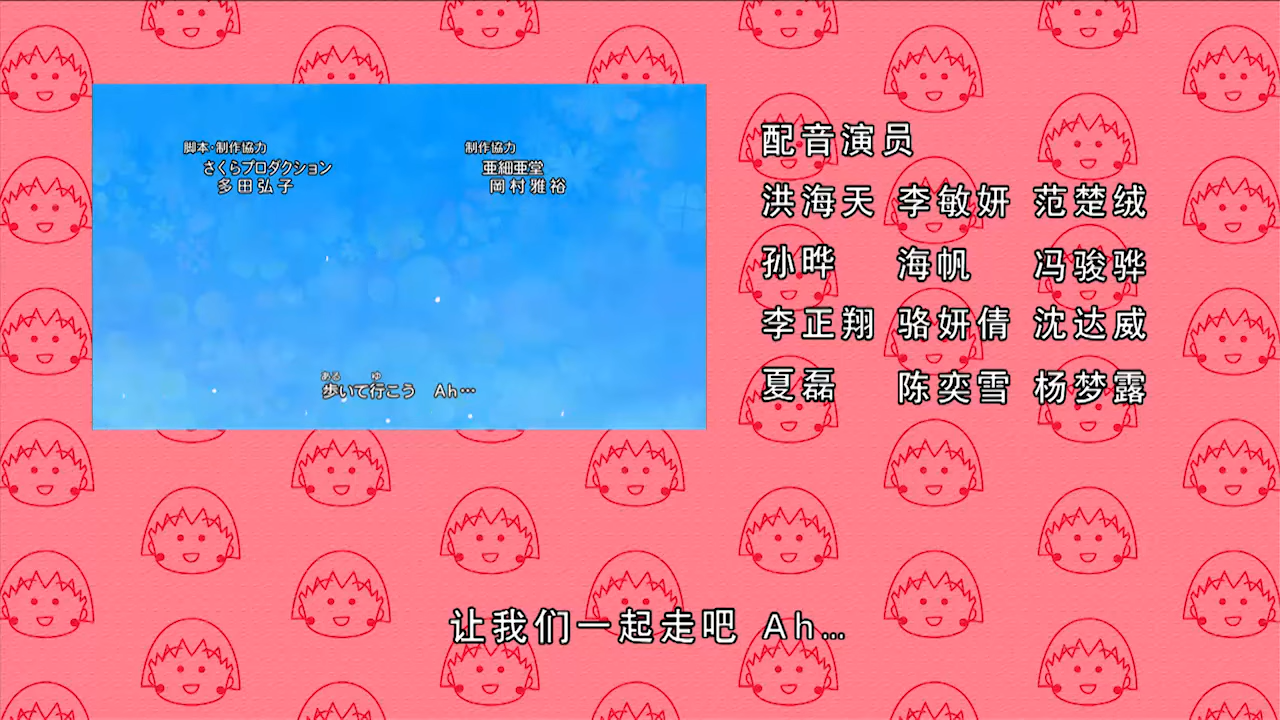 脚本・制作協力
さくらプロダクション
多田弘子
制作協力
亜細亜堂
岡村雅裕
ある ゆ
歩いて行こう Ah…
配音演员
洪海天 李敏妍 范楚绒
孙晔 海帆 冯骏骅
李正翔 骆妍倩 沈达威
夏磊 陈奕雪 杨梦露
让我们一起走吧 Ah…